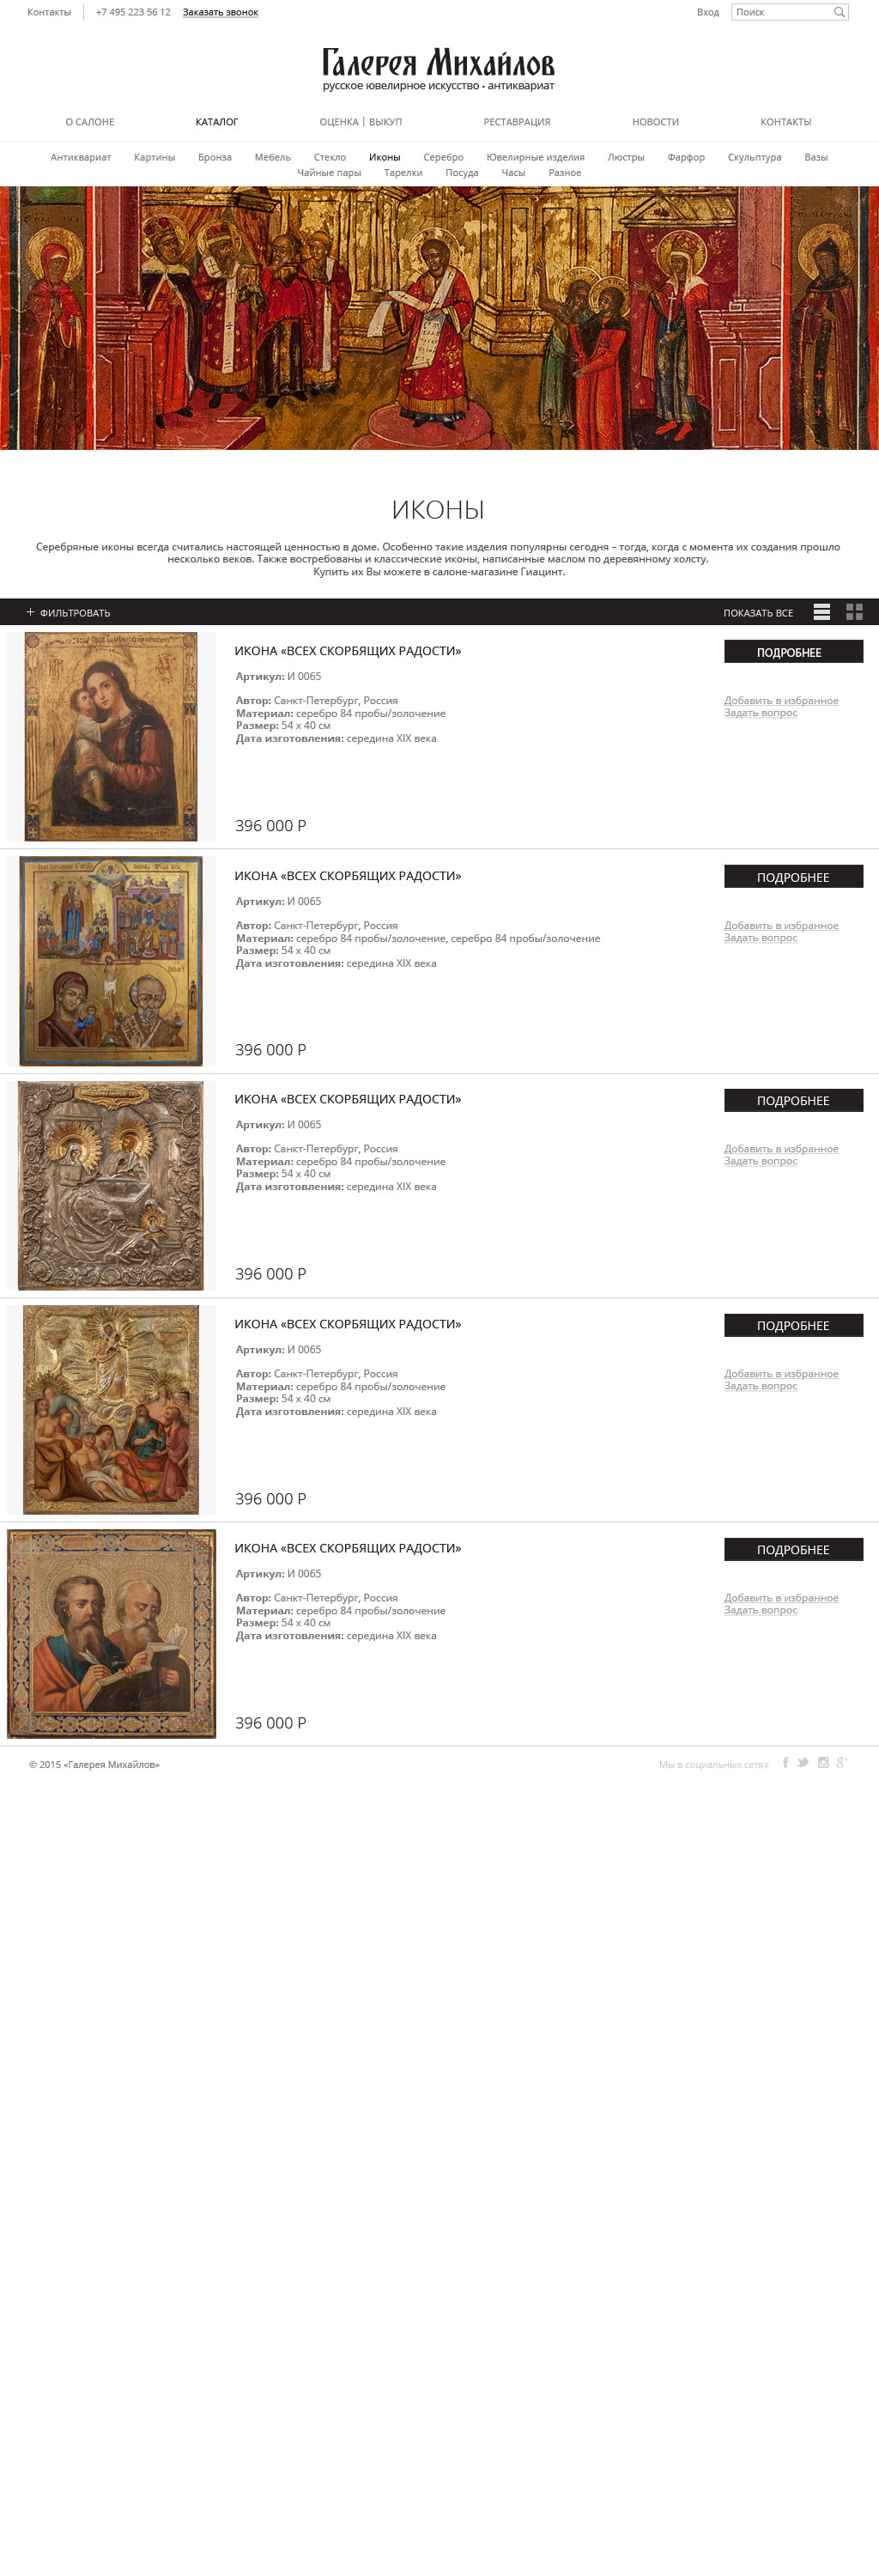 Контакты
+7 495 223 56 12
Заказать звонок
Вход
Поиск
Галерея Михайлов
русское ювелирное искусство - антиквариат
О САЛОНЕ
КАТАЛОГ
ОЦЕНКА | ВЫКУП
РЕСТАВРАЦИЯ
НОВОСТИ
КОНТАКТЫ
Антиквариат Картины Бронза Мебель Стекло Иконы Серебро Ювелирные изделия Люстры Фарфор Скульптура Вазы
Чайные пары Тарелки Посуда Часы Разное
ИКОНЫ
Серебряные иконы всегда считались настоящей ценностью в доме. Особенно такие изделия популярны сегодня – тогда, когда с момента их создания прошло
несколько веков. Также востребованы и классические иконы, написанные маслом по деревянному холсту.
Купить их Вы можете в салоне-магазине Гиацинт.
+ ФИЛЬТРОВАТЬ
ПОКАЗАТЬ ВСЕ
ИКОНА «ВСЕХ СКОРБЯЩИХ РАДОСТИ»
Артикул: И 0065
Автор: Санкт-Петербург, Россия
Материал: серебро 84 пробы/золочение
Размер: 54 х 40 см
Дата изготовления: середина XIX века
396 000 Р
ПОДРОБНЕЕ
Добавить в избранное
Задать вопрос
ИКОНА «ВСЕХ СКОРБЯЩИХ РАДОСТИ»
Артикул: И 0065
Автор: Санкт-Петербург, Россия
Материал: серебро 84 пробы/золочение, серебро 84 пробы/золочение
Размер: 54 х 40 см
Дата изготовления: середина XIX века
396 000 Р
ПОДРОБНЕЕ
Добавить в избранное
Задать вопрос
ИКОНА «ВСЕХ СКОРБЯЩИХ РАДОСТИ»
Артикул: И 0065
Автор: Санкт-Петербург, Россия
Материал: серебро 84 пробы/золочение
Размер: 54 х 40 см
Дата изготовления: середина XIX века
396 000 Р
ПОДРОБНЕЕ
Добавить в избранное
Задать вопрос
ИКОНА «ВСЕХ СКОРБЯЩИХ РАДОСТИ»
Артикул: И 0065
Автор: Санкт-Петербург, Россия
Материал: серебро 84 пробы/золочение
Размер: 54 х 40 см
Дата изготовления: середина XIX века
396 000 Р
ПОДРОБНЕЕ
Добавить в избранное
Задать вопрос
ИКОНА «ВСЕХ СКОРБЯЩИХ РАДОСТИ»
Артикул: И 0065
Автор: Санкт-Петербург, Россия
Материал: серебро 84 пробы/золочение
Размер: 54 х 40 см
Дата изготовления: середина XIX века
396 000 Р
ПОДРОБНЕЕ
Добавить в избранное
Задать вопрос
© 2015 «Галерея Михайлов»
Мы в социальных сетях